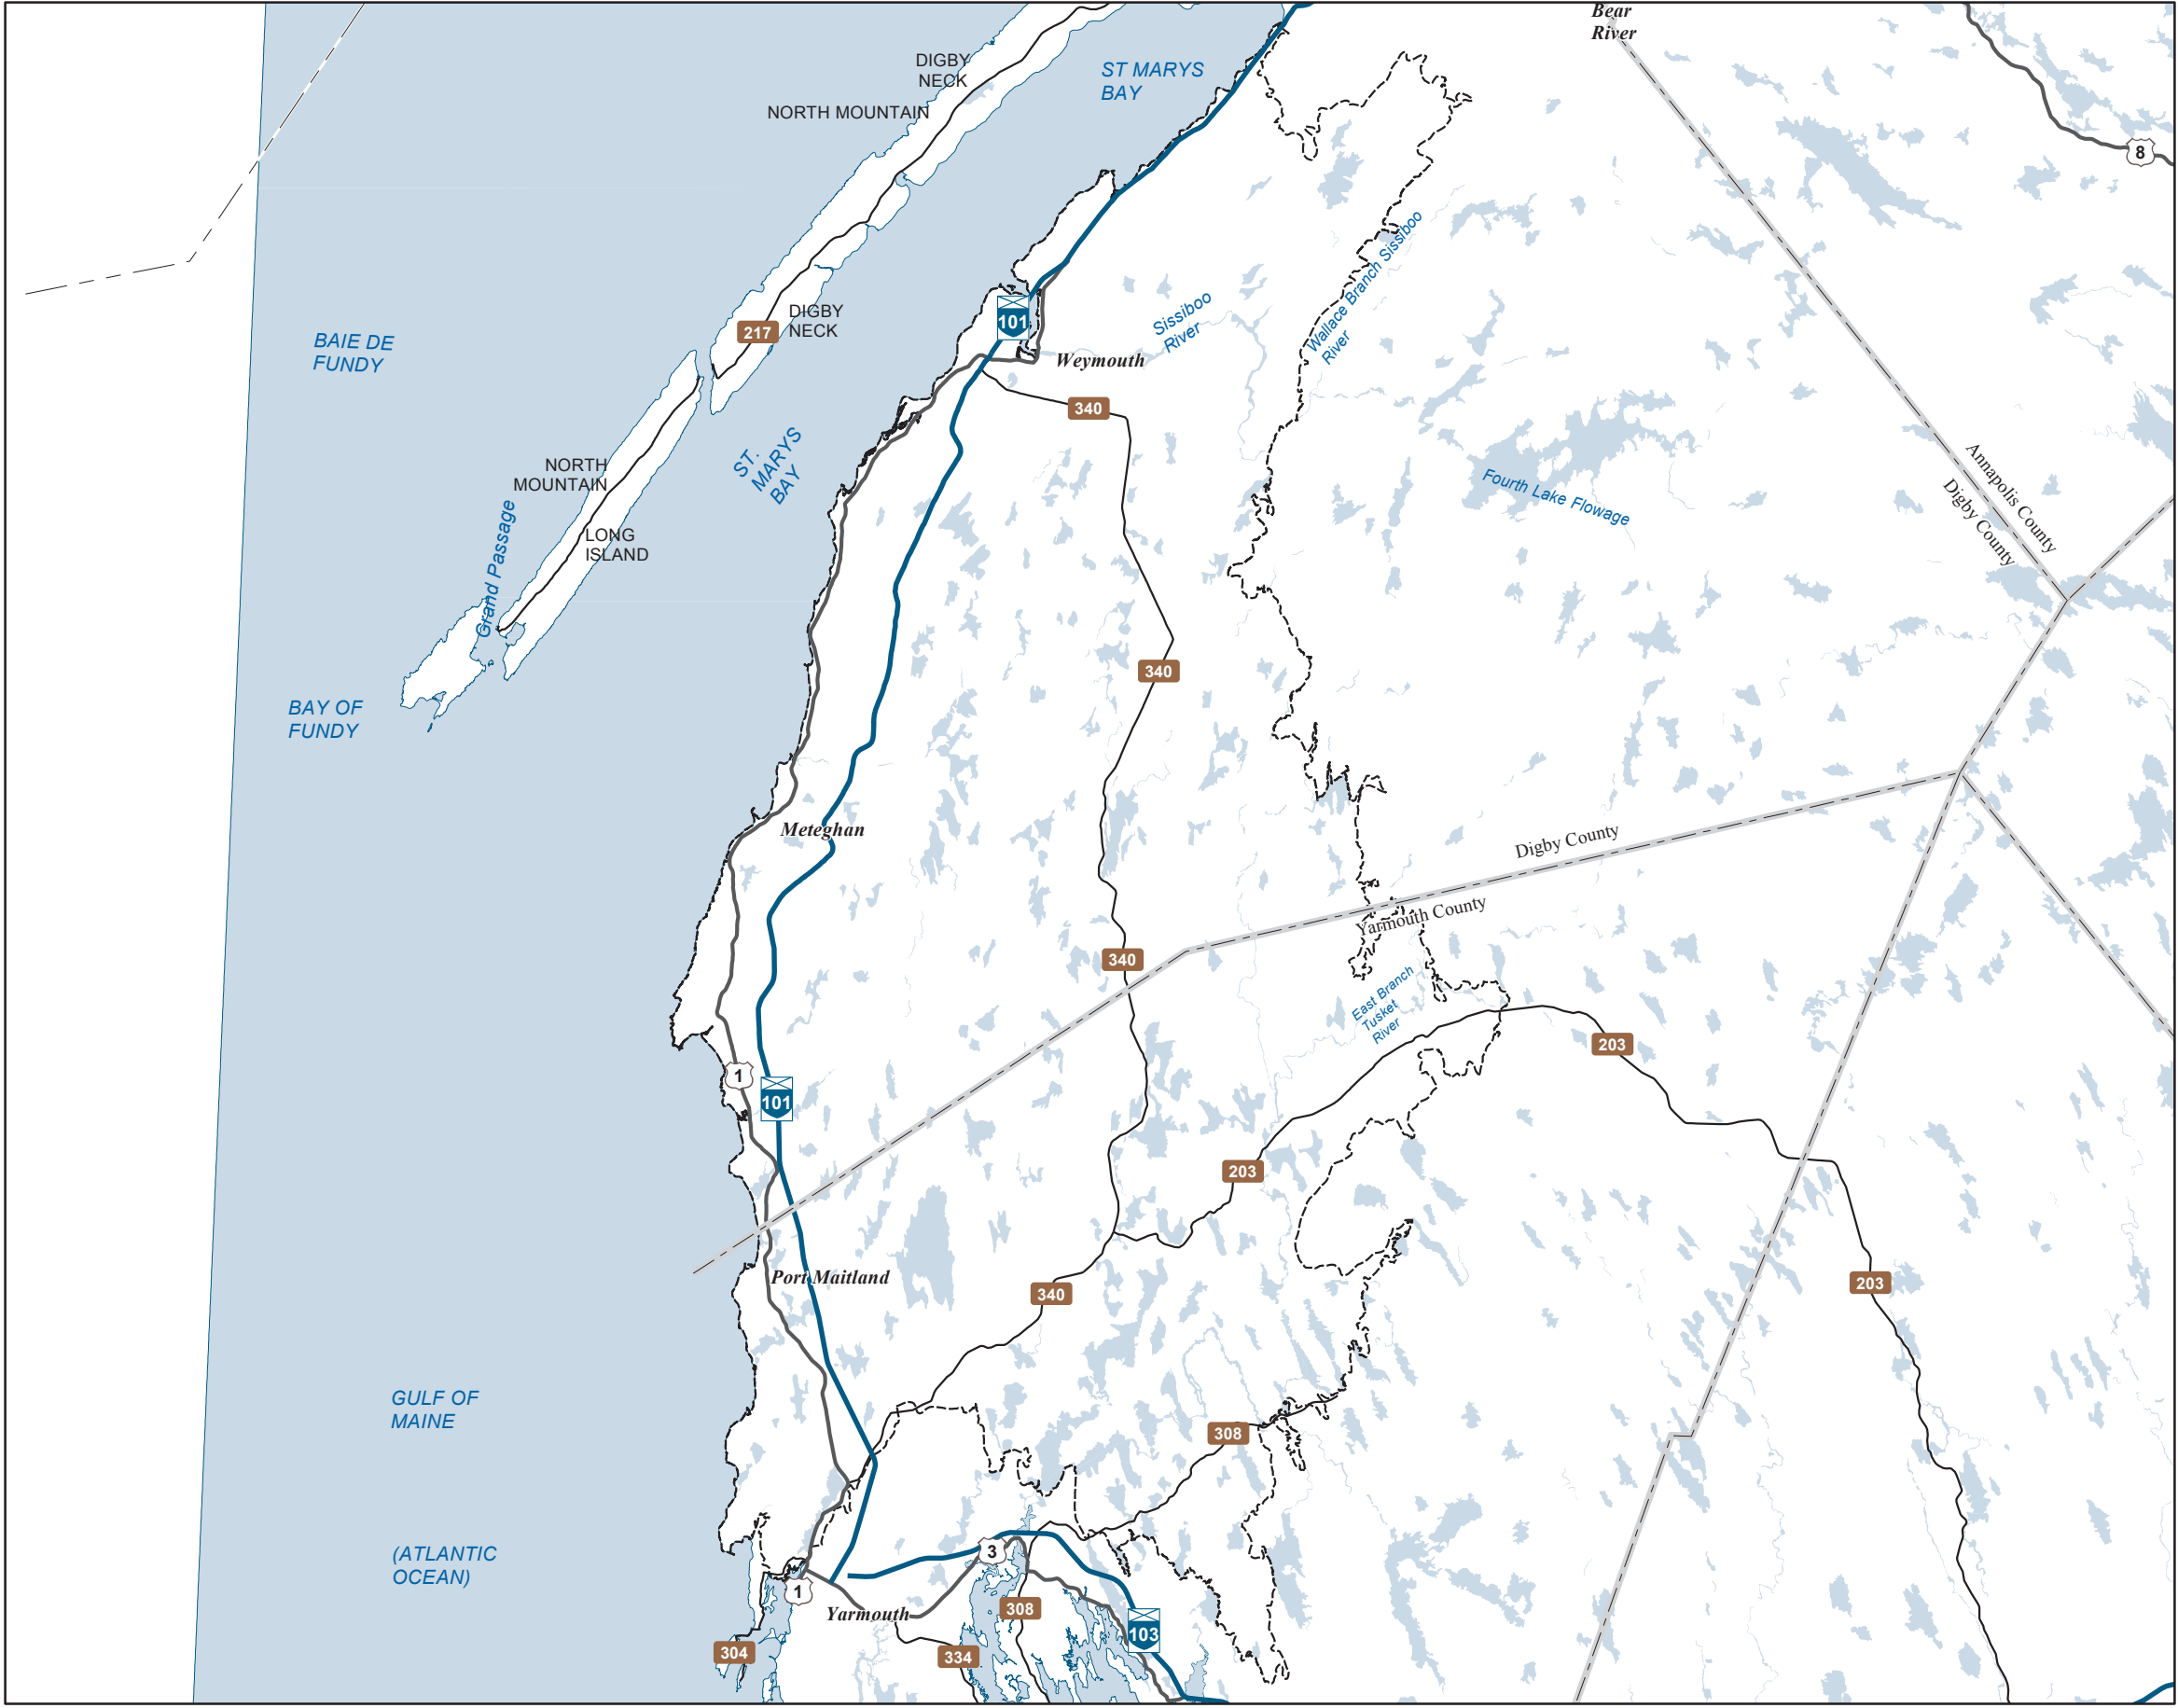 Bear
River
DIGBY
NECK
ST MARYS
BAY
NORTH MOUNTAIN
8
Wallace Branch Sissiboo
River
Sissiboo
River
DIGBY
NECK
217
101
BAIE DE
FUNDY
Weymouth
340
ST.
MARYS
BAY
NORTH
MOUNTAIN
Fourth Lake Flowage
Annapolis County
Digby County
Grand Passage
LONG
ISLAND
340
BAY OF
FUNDY
Meteghan
Digby County
Yarmouth County
340
East Branch
Tusket
River
203
1
101
203
Port Maitland
340
203
GULF OF
MAINE
308
(ATLANTIC
OCEAN)
3
1
Yarmouth
308
103
304
334